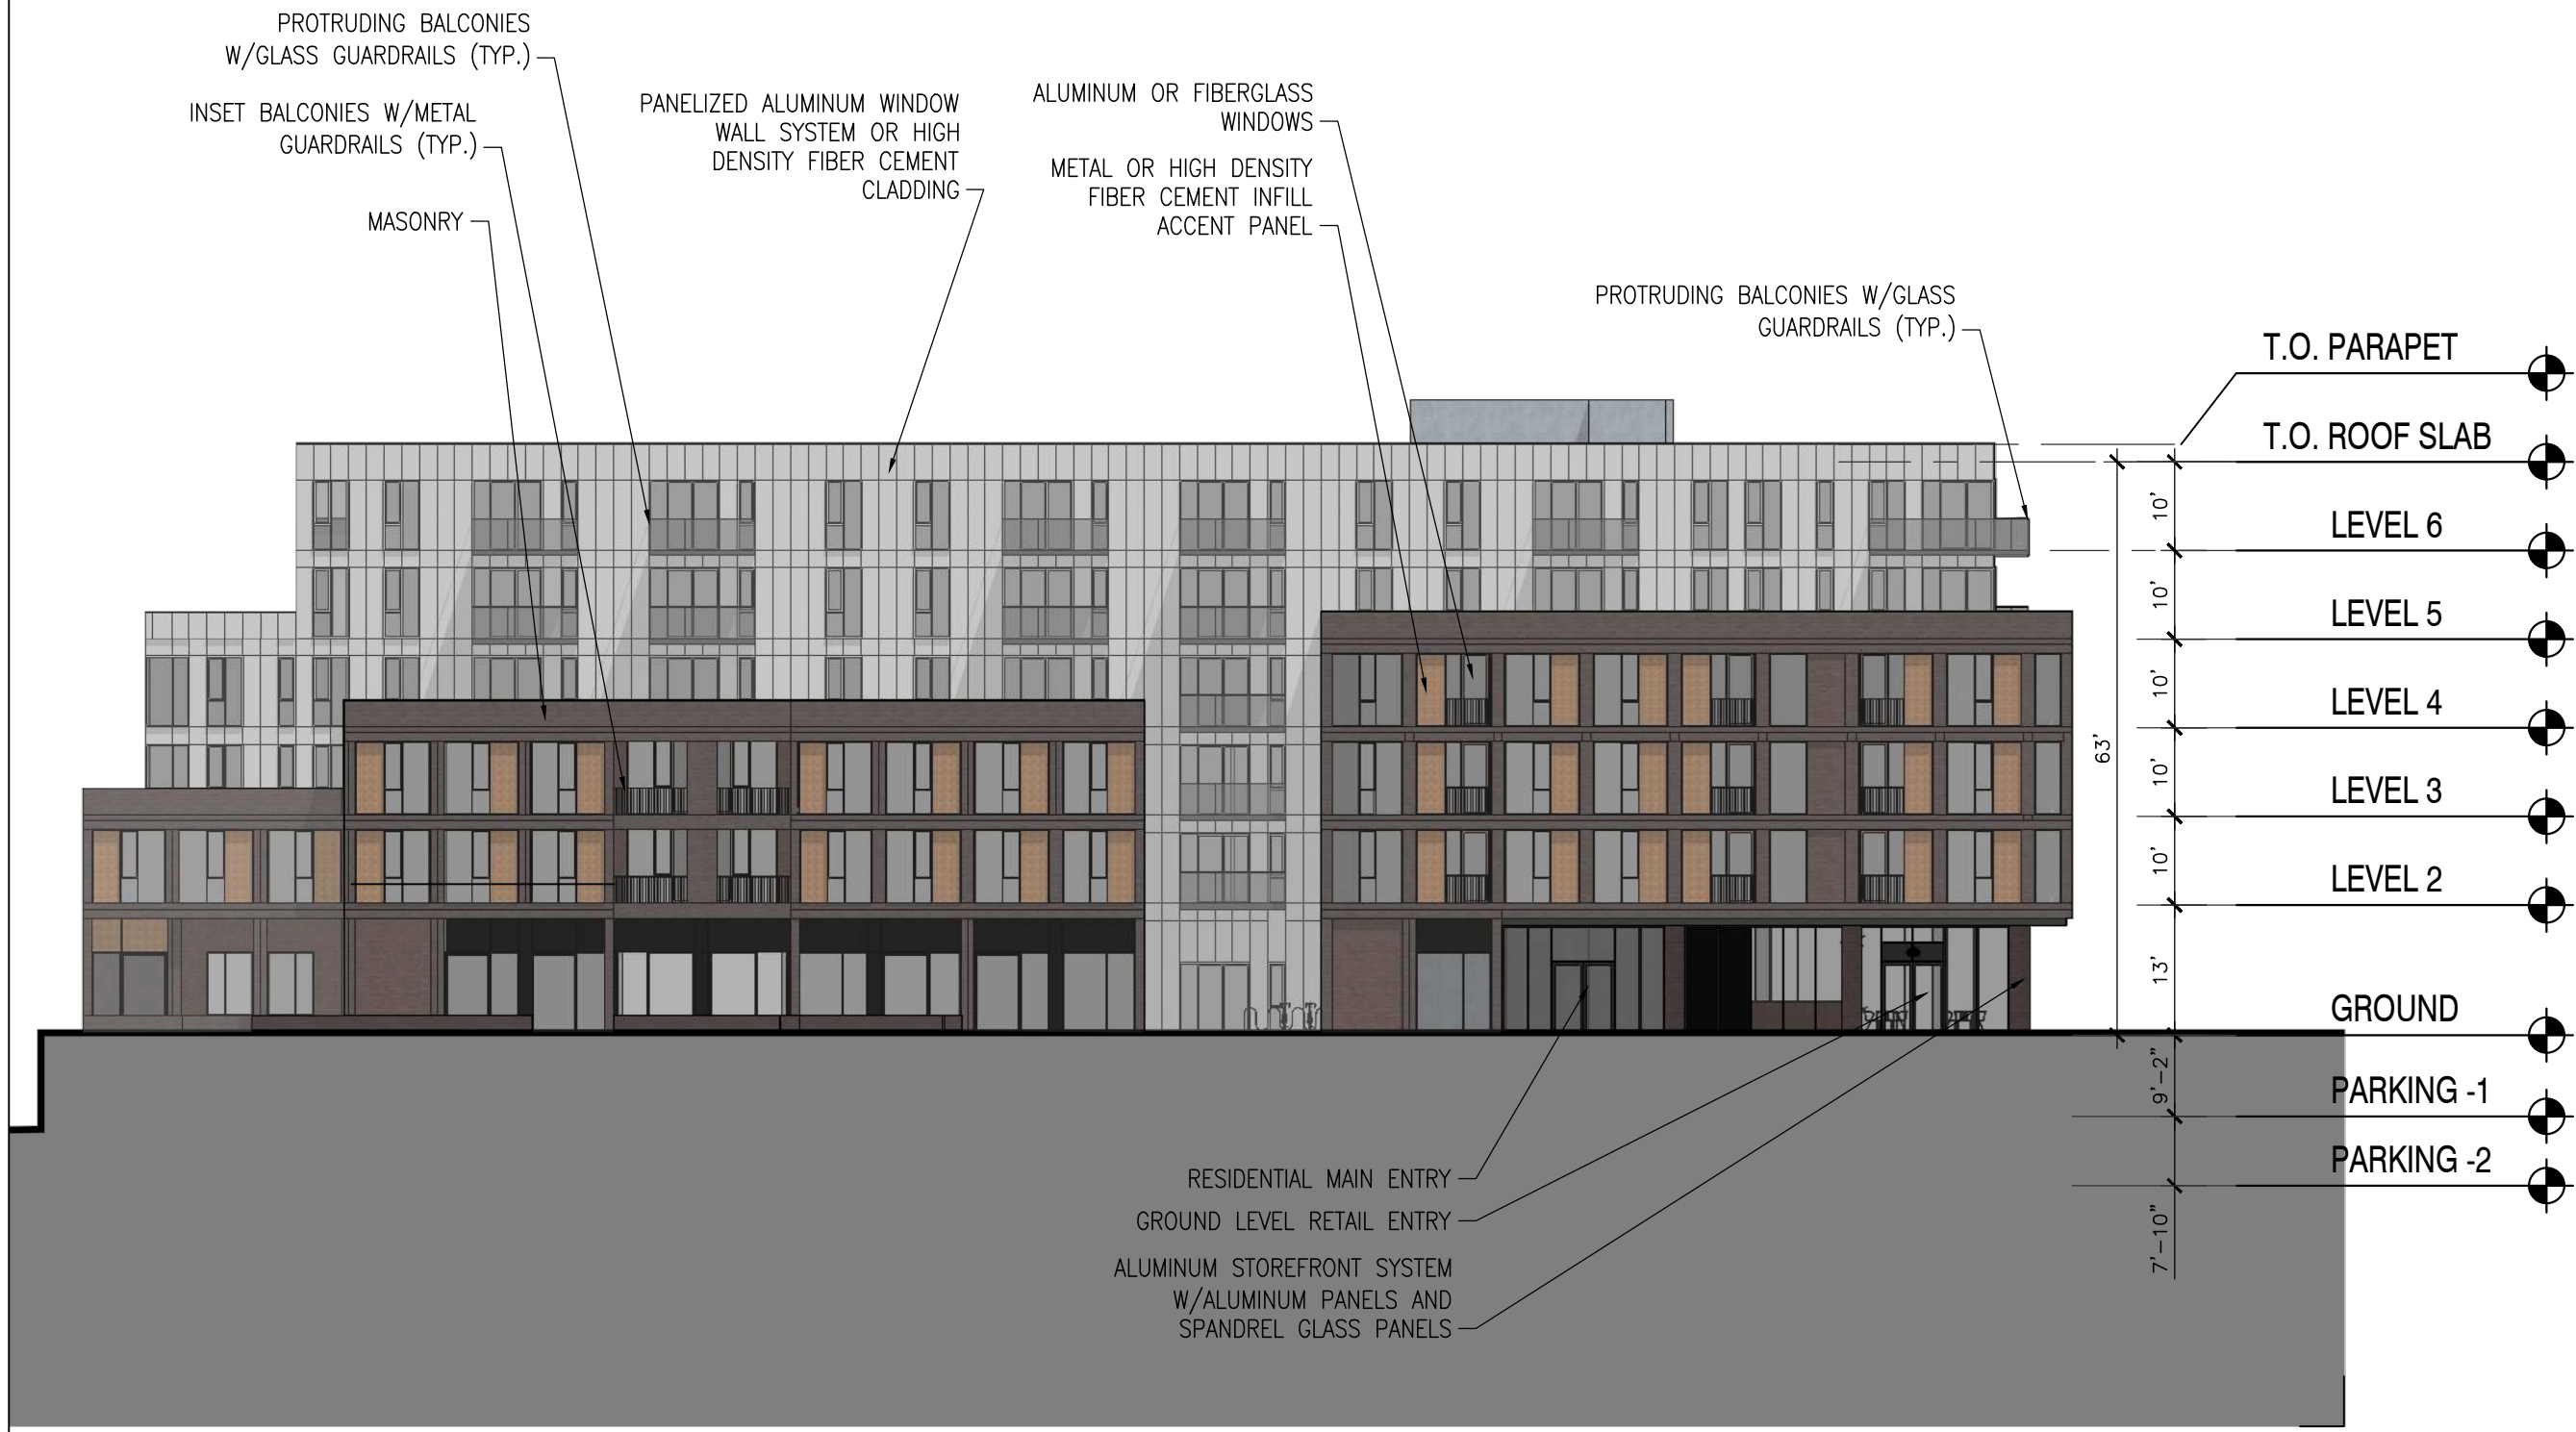 PROTRUDING BALCONIES
W/GLASS GUARDRAILS (TYP.)
INSET BALCONIES W/METAL
GUARDRAILS (TYP.)
MASONRY
PANELIZED ALUMINUM WINDOW
WALL SYSTEM OR HIGH
DENSITY FIBER CEMENT
CLADDING
ALUMINUM OR FIBERGLASS
WINDOWS
METAL OR HIGH DENSITY
FIBER CEMENT INFILL
ACCENT PANEL
PROTRUDING BALCONIES W/GLASS
GUARDRAILS (TYP.)
T.O. PARAPET
T.O. ROOF SLAB
10'
LEVEL 6
10'
LEVEL 5
10'
LEVEL 4
63'
10'
LEVEL 3
10'
LEVEL 2
13'
GROUND
9'-2"
PARKING -1
PARKING -2
7'-10"
RESIDENTIAL MAIN ENTRY
GROUND LEVEL RETAIL ENTRY
ALUMINUM STOREFRONT SYSTEM
W/ALUMINUM PANELS AND
SPANDREL GLASS PANELS